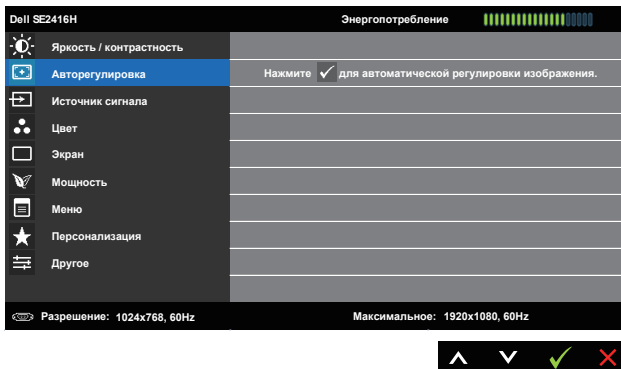 Dell SE2416H Энергопотребление
Яркость / контрастность
Авторегулировка Нажмите для автоматической регулировки изображения.
Источник сигнала
Цвет
Экран
Мощность
Меню
Персонализация
Другое
Разрешение: 1024x768, 60Hz Максимальное: 1920x1080, 60Hz